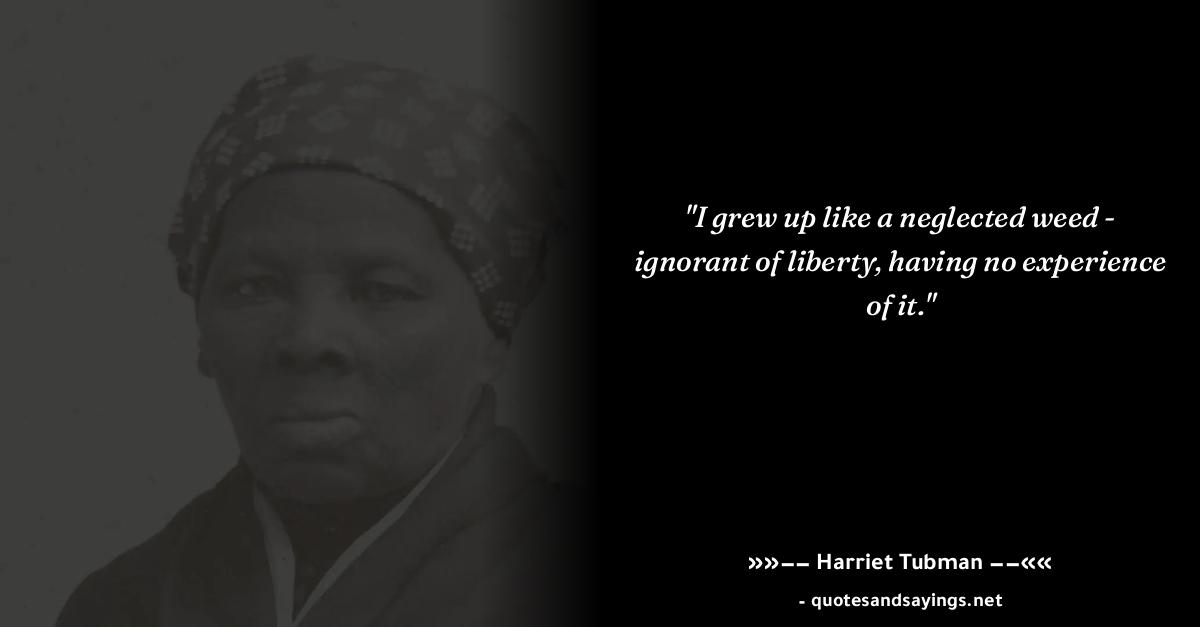 "I grew up like a neglected weed -
ignorant of liberty, having no experience
of it."
»»−− Harriet Tubman −−««
- quotesandsayings.net